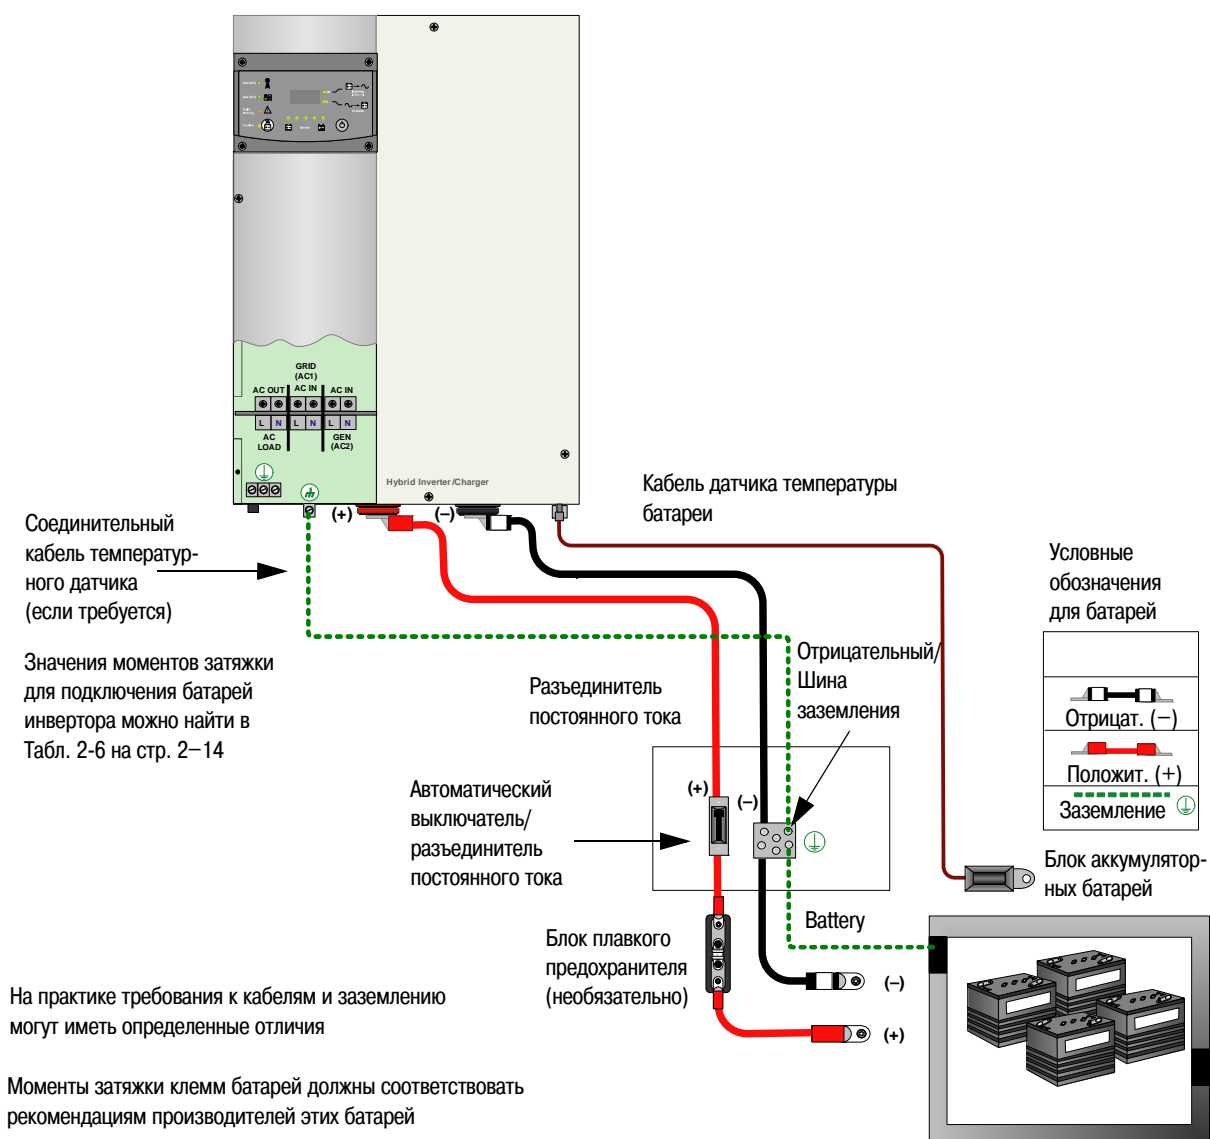 GRID
(AC1)
AC OUT
AC IN
AC IN
L
N
L
N
L
N
AC
LOAD
GEN
(AC2)
Hybrid Inverter/Charger
(+)
(−)
Соединительный
кабель температур-
ного датчика
(если требуется)
Кабель датчика температуры
батареи
Условные
обозначения
для батарей
Отрицат. (−)
Положит. (+)
Заземление
Значения моментов затяжки
для подключения батарей
инвертора можно найти в
Табл. 2-6 на стр. 2−14
Разъединитель
постоянного тока
Отрицательный/
Шина
заземления
(+)
(−)
Автоматический
выключатель/
разъединитель
постоянного тока
Блок аккумулятор-
ных батарей
Battery
Блок плавкого
предохранителя
(необязательно)
(−)
(+)
На практике требования к кабелям и заземлению
могут иметь определенные отличия
Моменты затяжки клемм батарей должны соответствовать
рекомендациям производителей этих батарей